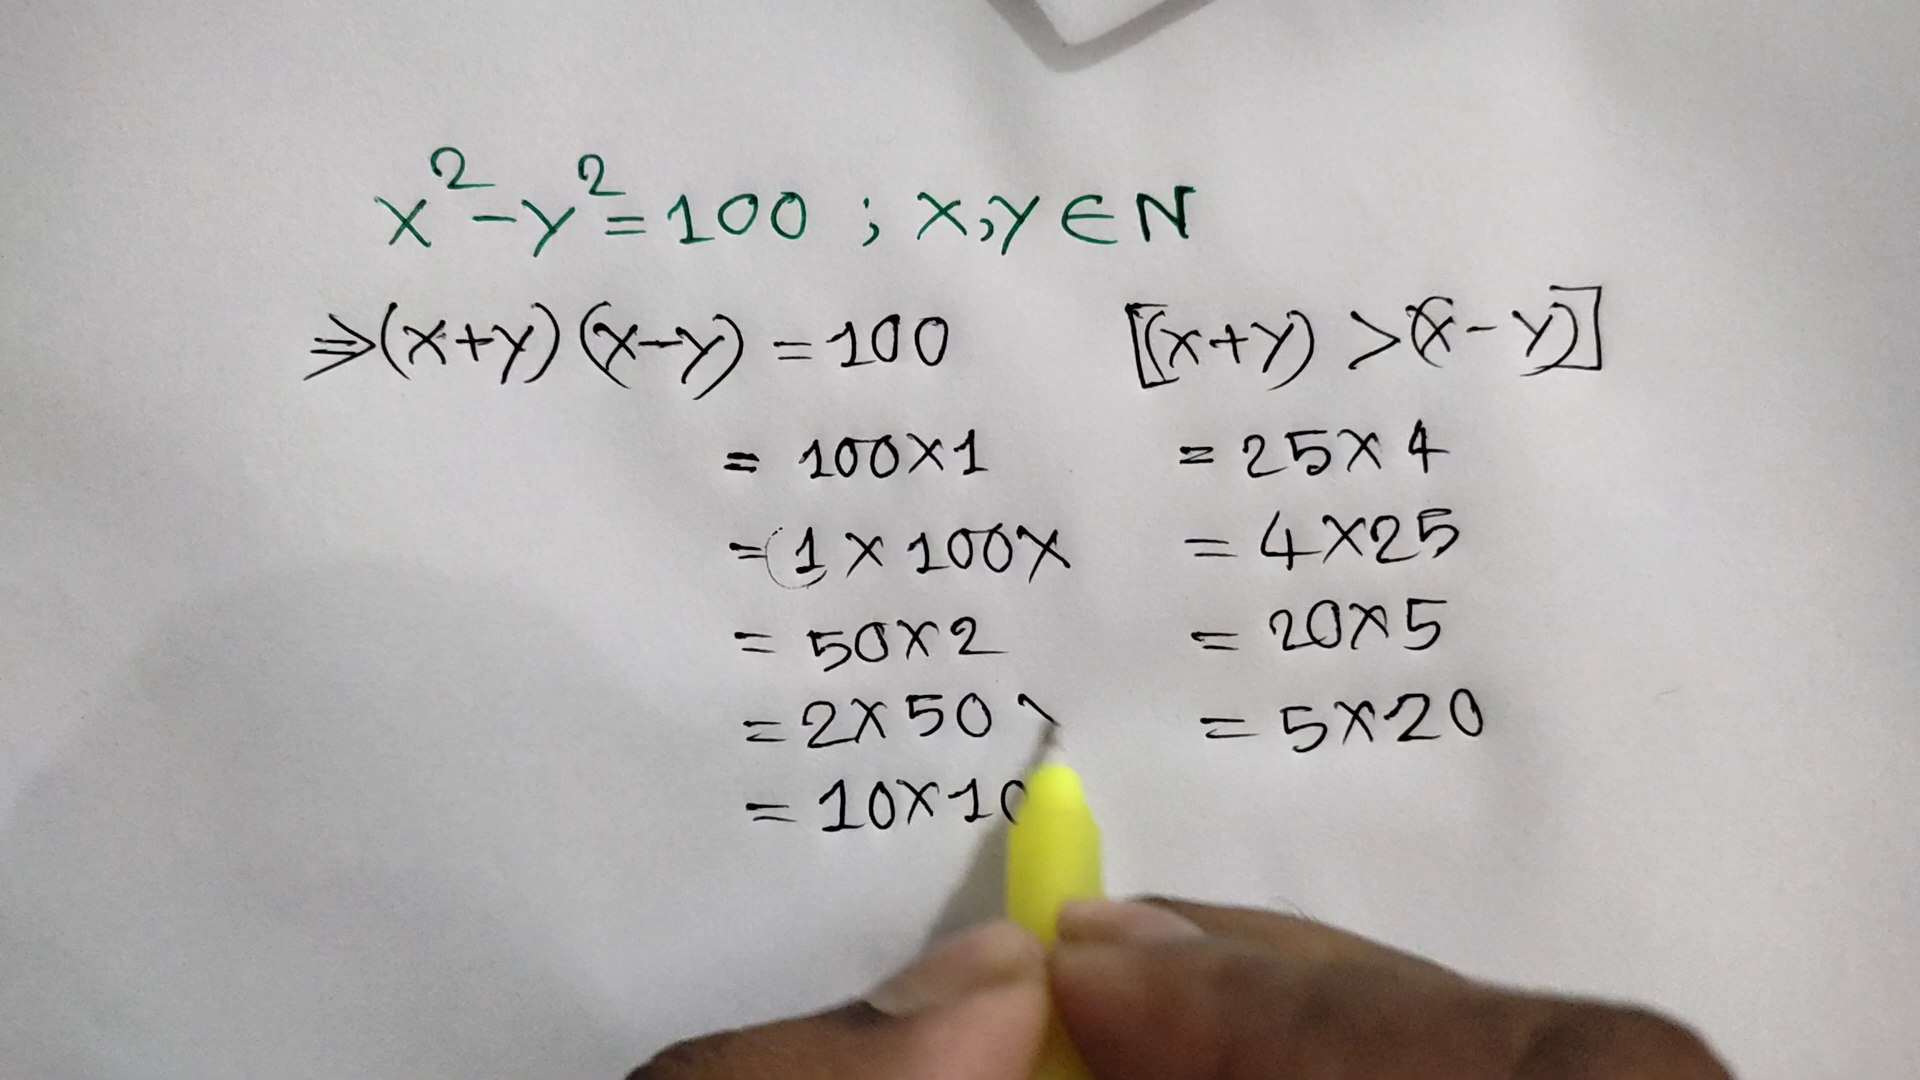 x²-y²=100 ; x,y∈N
⇒(x+y)(x-y)=100 [(x+y)>(x-y)]
= 100×1 = 25×4
= 1×100× = 4×25
= 50×2 = 20×5
= 2×50 = 5×20
= 10×10